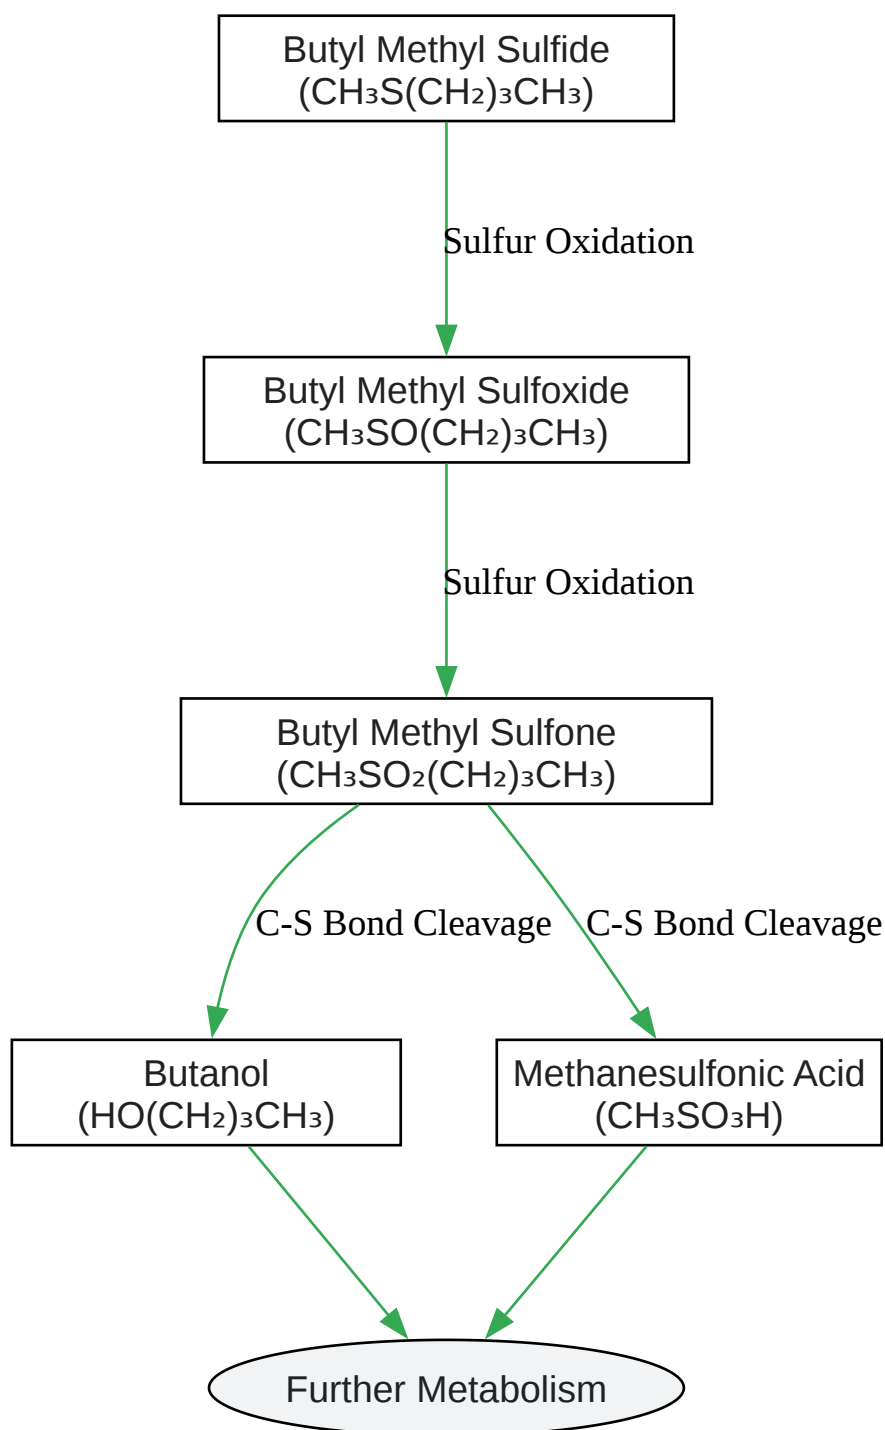 Butyl Methyl Sulfide
(CH₃S(CH₂)₃CH₃)
Sulfur Oxidation
Butyl Methyl Sulfoxide
(CH₃SO(CH₂)₃CH₃)
Sulfur Oxidation
Butyl Methyl Sulfone
(CH₃SO₂(CH₂)₃CH₃)
C-S Bond Cleavage
C-S Bond Cleavage
Butanol
(HO(CH₂)₃CH₃)
Methanesulfonic Acid
(CH₃SO₃H)
Further Metabolism